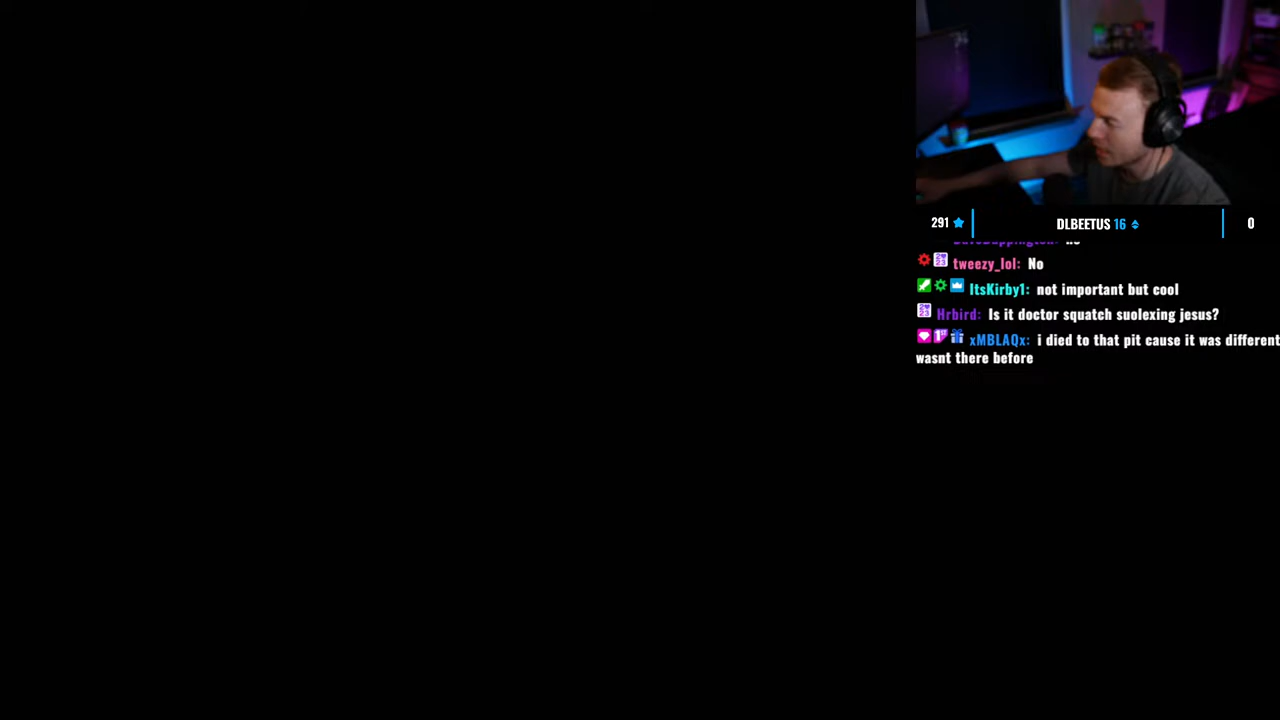 291
DLBEETUS 16
0
tweezy_lol: No
ItsKirby1: not important but cool
Hrbird: Is it doctor squatch suolexing jesus?
xMBLAQx: i died to that pit cause it was different
wasnt there before